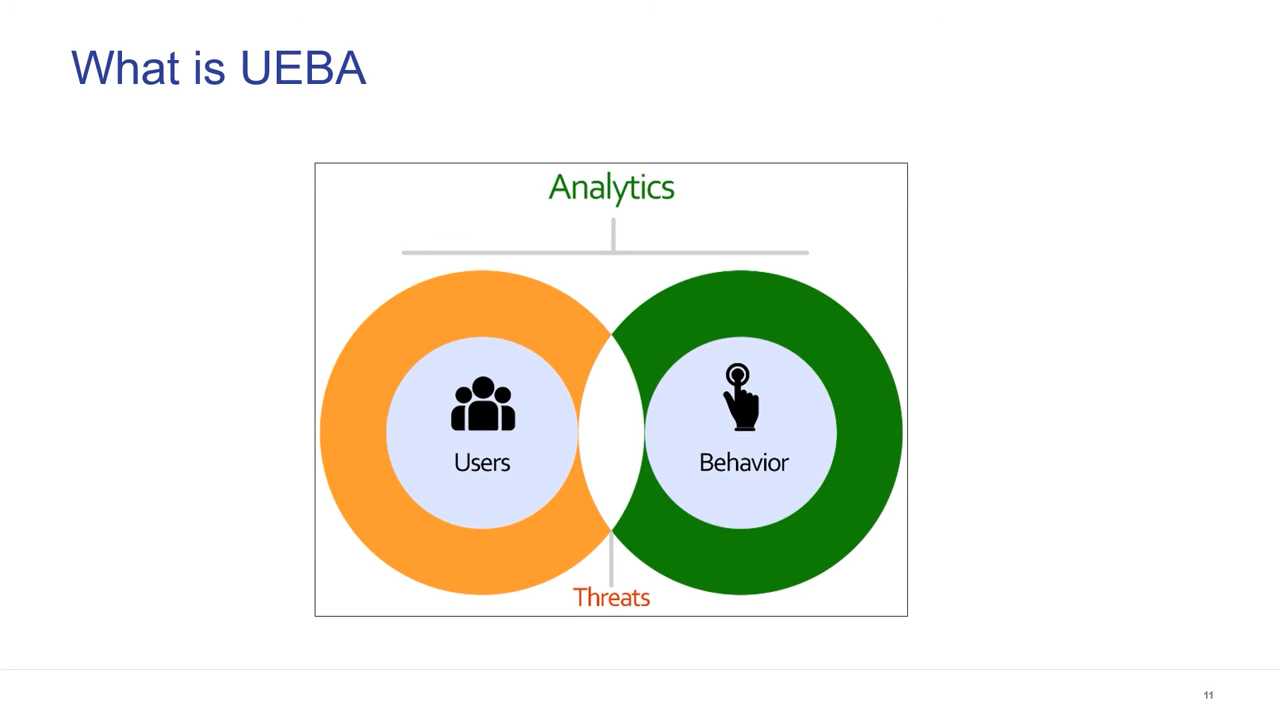 What is UEBA
Analytics
Users
Behavior
Threats
11